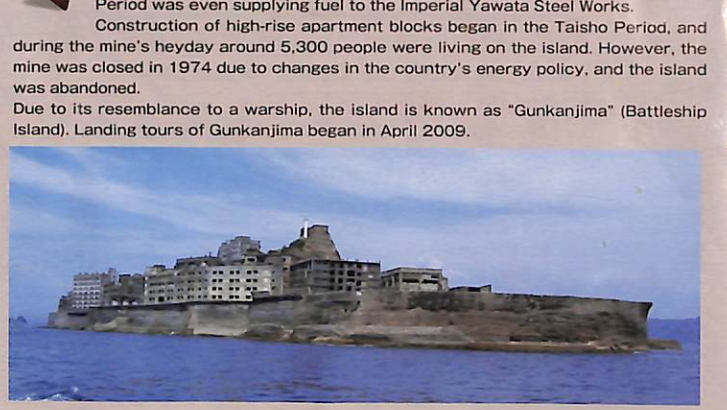 Period was even supplying fuel to the Imperial Yawata Steel Works.
Construction of high-rise apartment blocks began in the Taisho Period, and
during the mine's heyday around 5,300 people were living on the island. However, the
mine was closed in 1974 due to changes in the country's energy policy, and the island
was abandoned.
Due to its resemblance to a warship, the island is known as “Gunkanjima” (Battleship
Island). Landing tours of Gunkanjima began in April 2009.